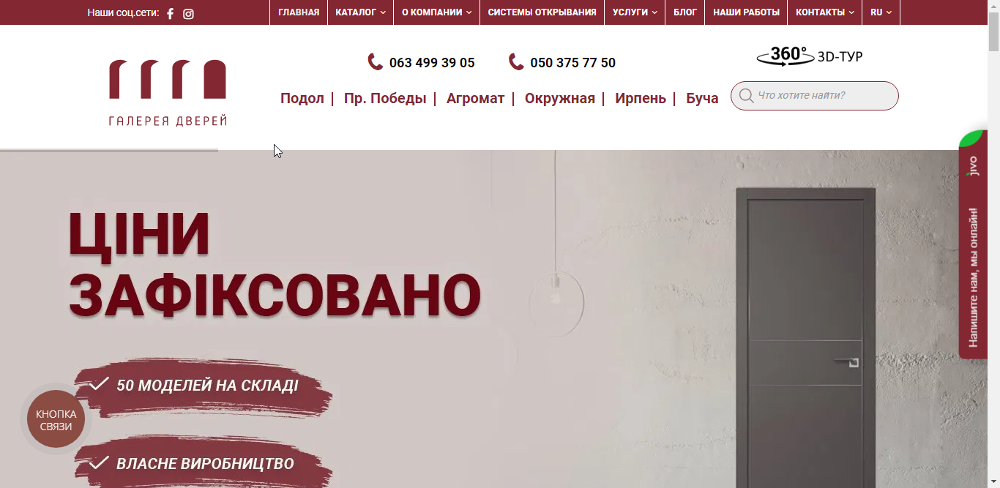 Наши соц.сети:
ГЛАВНАЯ
КАТАЛОГ
О КОМПАНИИ
СИСТЕМЫ ОТКРЫВАНИЯ
УСЛУГИ
БЛОГ
НАШИ РАБОТЫ
КОНТАКТЫ
RU
063 499 39 05
050 375 77 50
360° 3D-ТУР
ГАЛЕРЕЯ ДВЕРЕЙ
Подол | Пр. Победы | Агромат | Окружная | Ирпень | Буча
Что хотите найти?
jivo
Напишите нам, мы онлайн!
ЦІНИ
ЗАФІКСОВАНО
50 МОДЕЛЕЙ НА СКЛАДІ
КНОПКА
СВЯЗИ
ВЛАСНЕ ВИРОБНИЦТВО